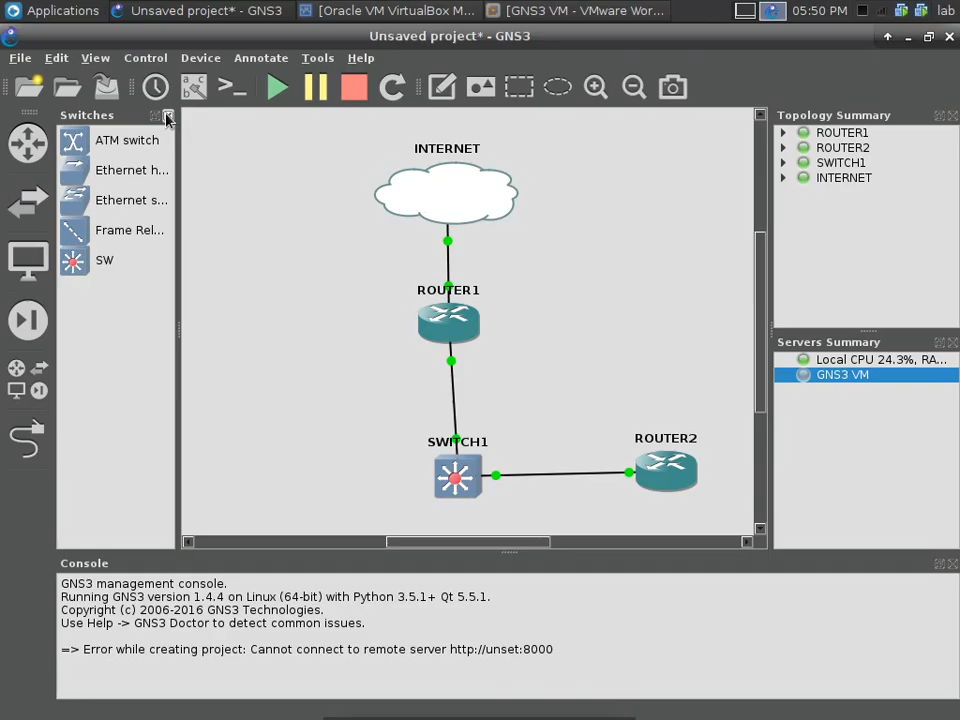 Applications
Unsaved project* - GNS3
[Oracle VM VirtualBox M...
[GNS3 VM - VMware Wor...
05:50 PM
lab
Unsaved project* - GNS3
File Edit View Control Device Annotate Tools Help
a b c
Switches
ATM switch
Ethernet h...
Ethernet s...
Frame Rel...
SW
INTERNET
ROUTER1
SWITCH1
ROUTER2
Topology Summary
ROUTER1
ROUTER2
SWITCH1
INTERNET
Servers Summary
Local CPU 24.3%, RA...
GNS3 VM
Console
GNS3 management console.
Running GNS3 version 1.4.4 on Linux (64-bit) with Python 3.5.1+ Qt 5.5.1.
Copyright (c) 2006-2016 GNS3 Technologies.
Use Help -> GNS3 Doctor to detect common issues.
=> Error while creating project: Cannot connect to remote server http://unset:8000